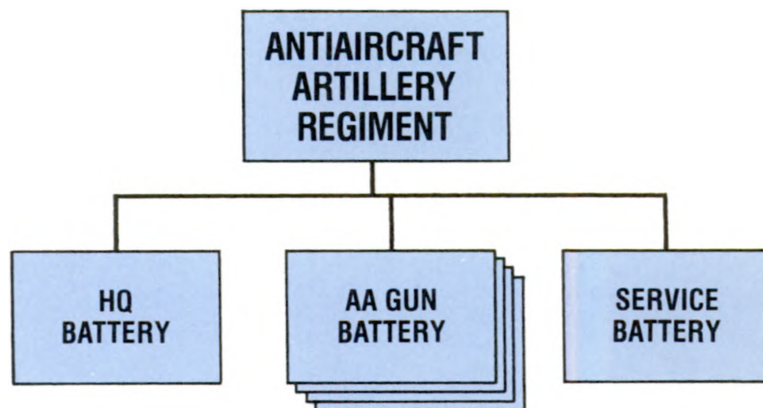 ANTIAIRCRAFT
ARTILLERY
REGIMENT
HQ
BATTERY
AA GUN
BATTERY
SERVICE
BATTERY